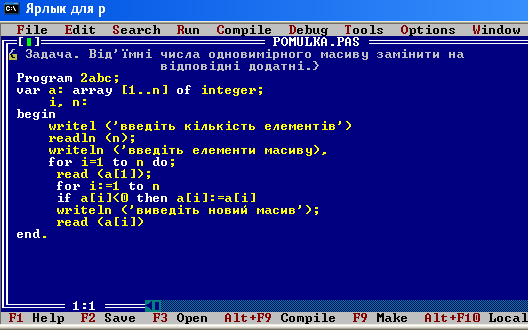 Ярлык для p
File Edit Search Run Compile Debug Tools Options Window
POMULKA.PAS
Задача. Від'їмні числа одновимірного масиву замінити на
відповідні додатні.}
Program 2abc;
var a: array [1..n] of integer;
i, n:
begin
writel ('введіть кількість елементів')
readln (n);
writeln ('введіть елементи масиву),
for i=1 to n do;
read (a[1]);
for i:=1 to n
if a[i]<0 then a[i]:=a[i]
writeln ('виведіть новий масив');
read (a[i])
end.
1:1
F1 Help F2 Save F3 Open Alt+F9 Compile F9 Make Alt+F10 Local